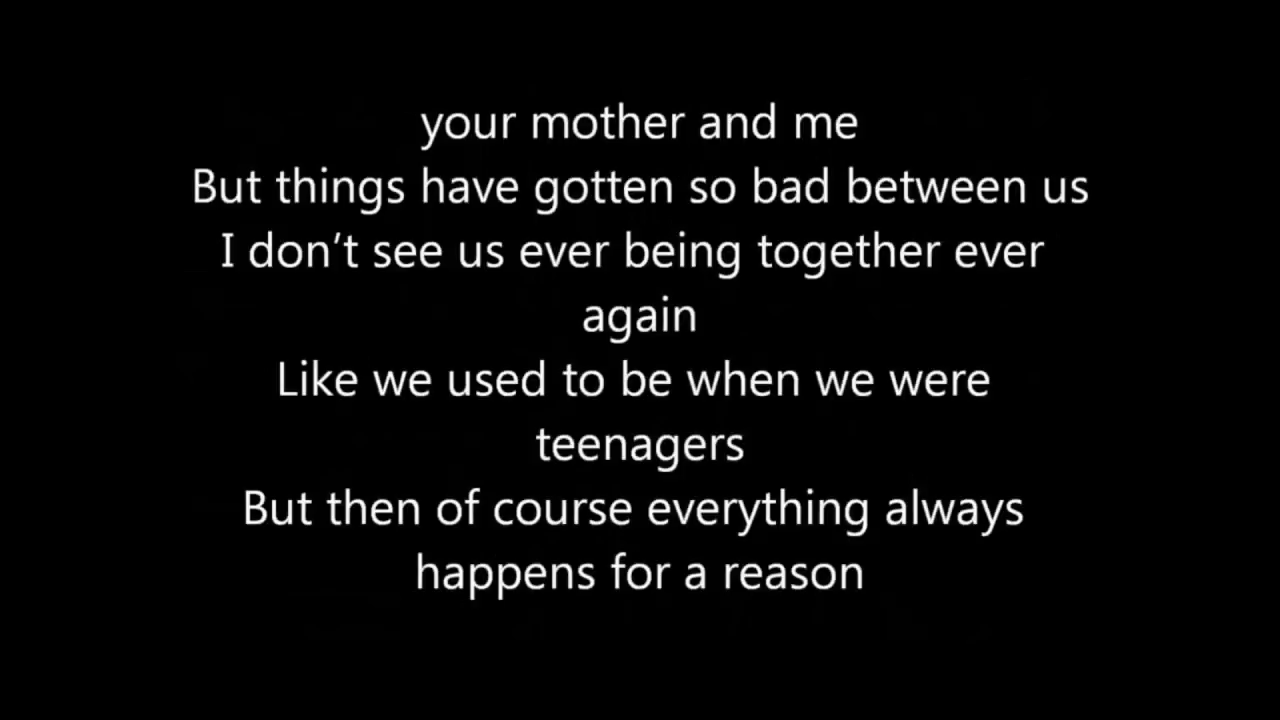 your mother and me
But things have gotten so bad between us
I don’t see us ever being together ever
again
Like we used to be when we were
teenagers
But then of course everything always
happens for a reason